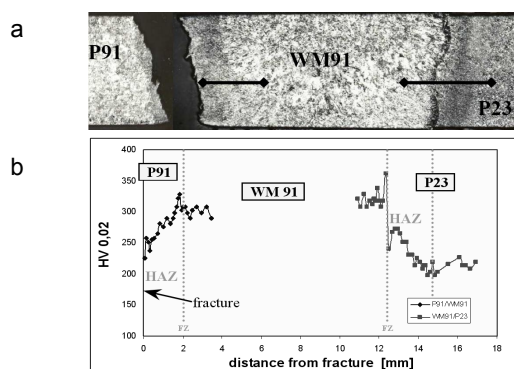 a
P91
WM91
P23
b
HV 0,02
400
350
300
250
200
150
100
P91
WM 91
P23
HAZ
HAZ
fracture
FZ
FZ
P91/WM91
WM91/P23
0
2
4
6
8
10
12
14
16
18
distance from fracture [mm]